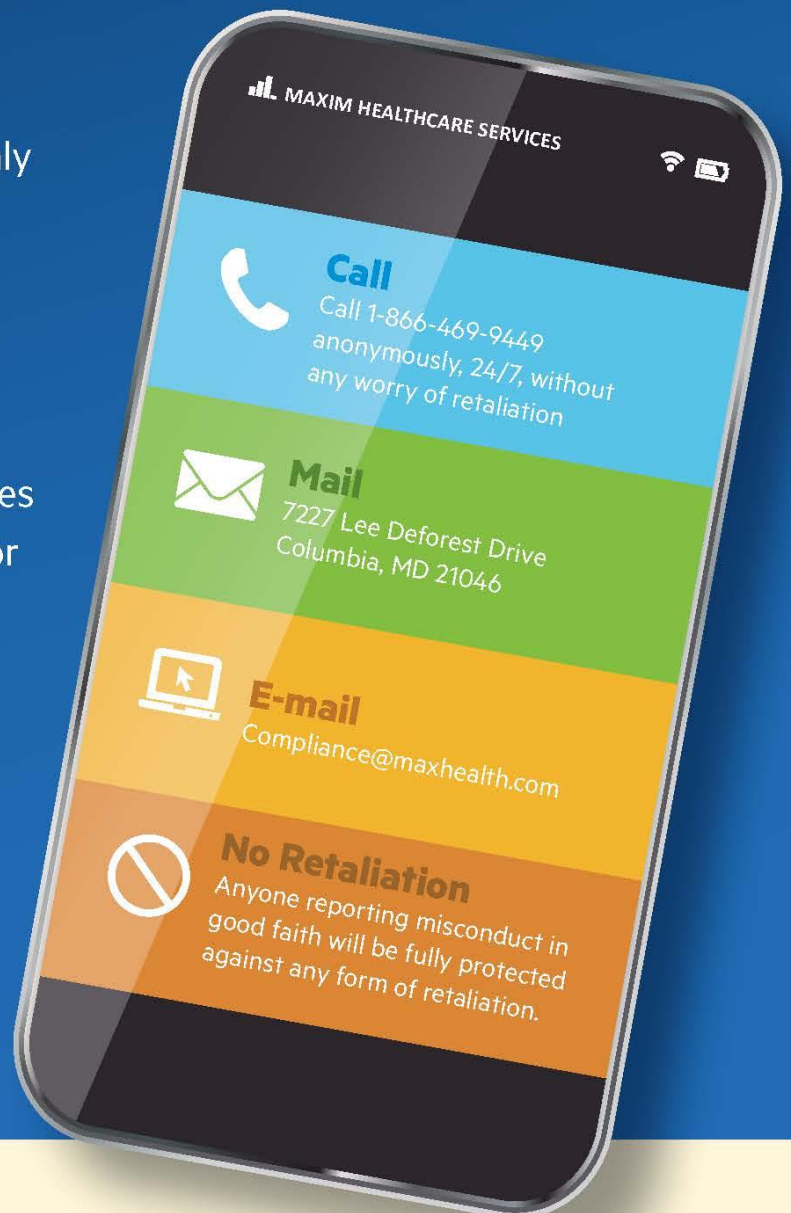 MAXIM HEALTHCARE SERVICES
Call
Call 1-866-469-9449
anonymously, 24/7, without
any worry of retaliation
Mail
7227 Lee Deforest Drive
Columbia, MD 21046
E-mail
Compliance@maxhealth.com
No Retaliation
Anyone reporting misconduct in
good faith will be fully protected
against any form of retaliation.